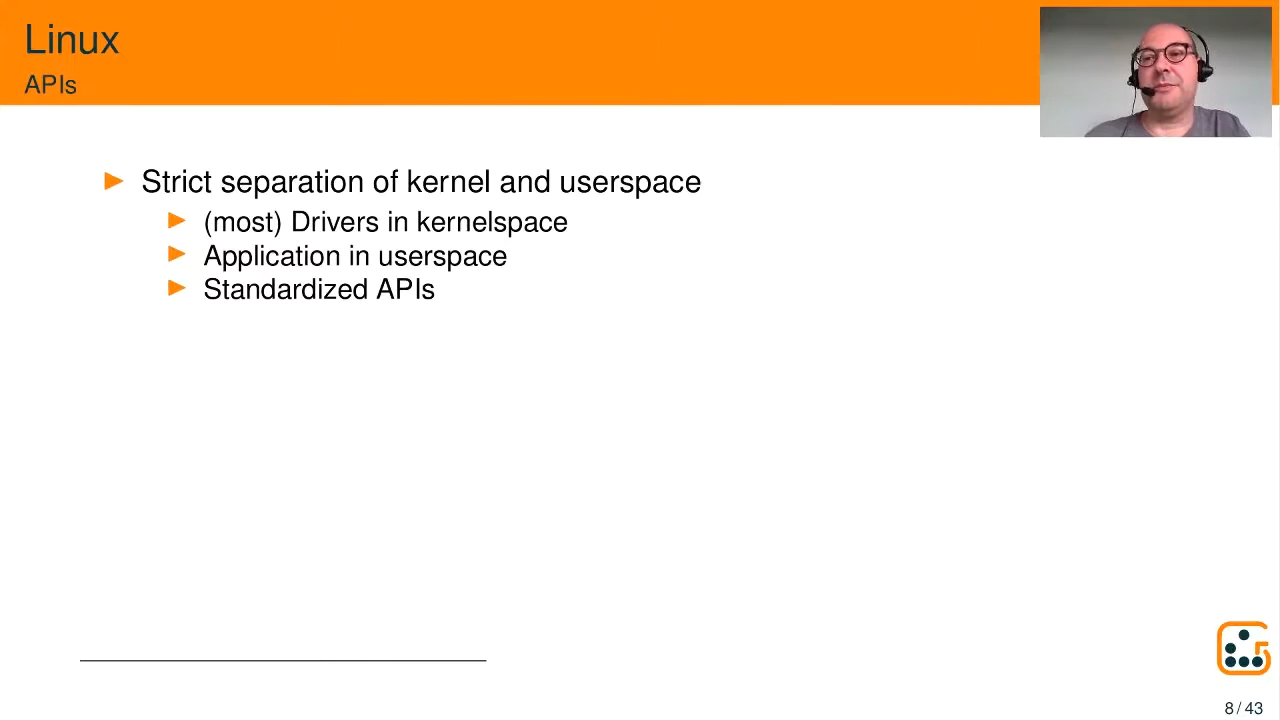 Linux
APIs
Strict separation of kernel and userspace
(most) Drivers in kernelspace
Application in userspace
Standardized APIs
8 / 43